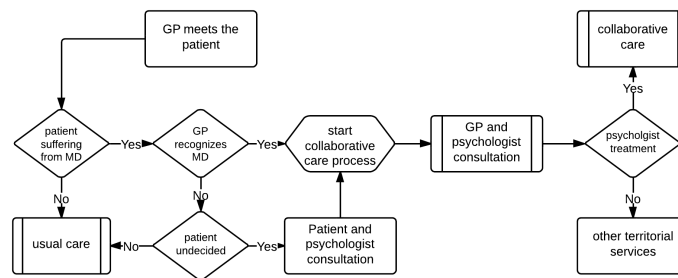 GP meets the
patient
collaborative
care
Yes
patient
suffering
from MD
Yes
GP
recognizes
MD
Yes
start
collaborative
care process
GP and
psychologist
consultation
psycholgist
treatment
No
No
No
usual care
No
patient
undecided
Yes
Patient and
psychologist
consultation
other territorial
services